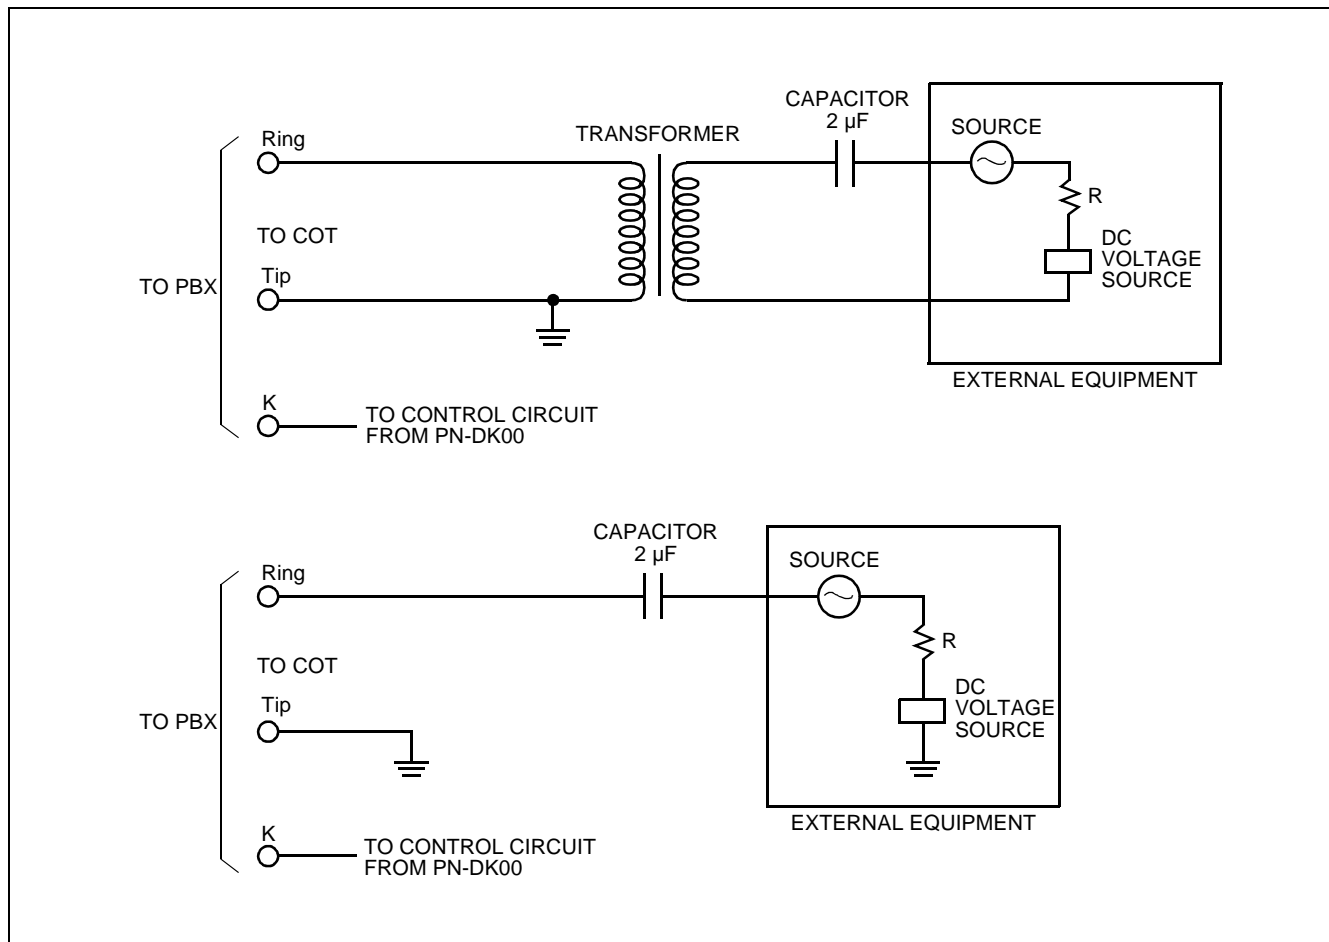 CAPACITOR
2 µF
SOURCE
TRANSFORMER
Ring
R
TO COT
DC
VOLTAGE
SOURCE
Tip
TO PBX
EXTERNAL EQUIPMENT
K
TO CONTROL CIRCUIT
FROM PN-DK00
CAPACITOR
2 µF
SOURCE
Ring
R
TO COT
DC
VOLTAGE
SOURCE
Tip
TO PBX
EXTERNAL EQUIPMENT
K
TO CONTROL CIRCUIT
FROM PN-DK00